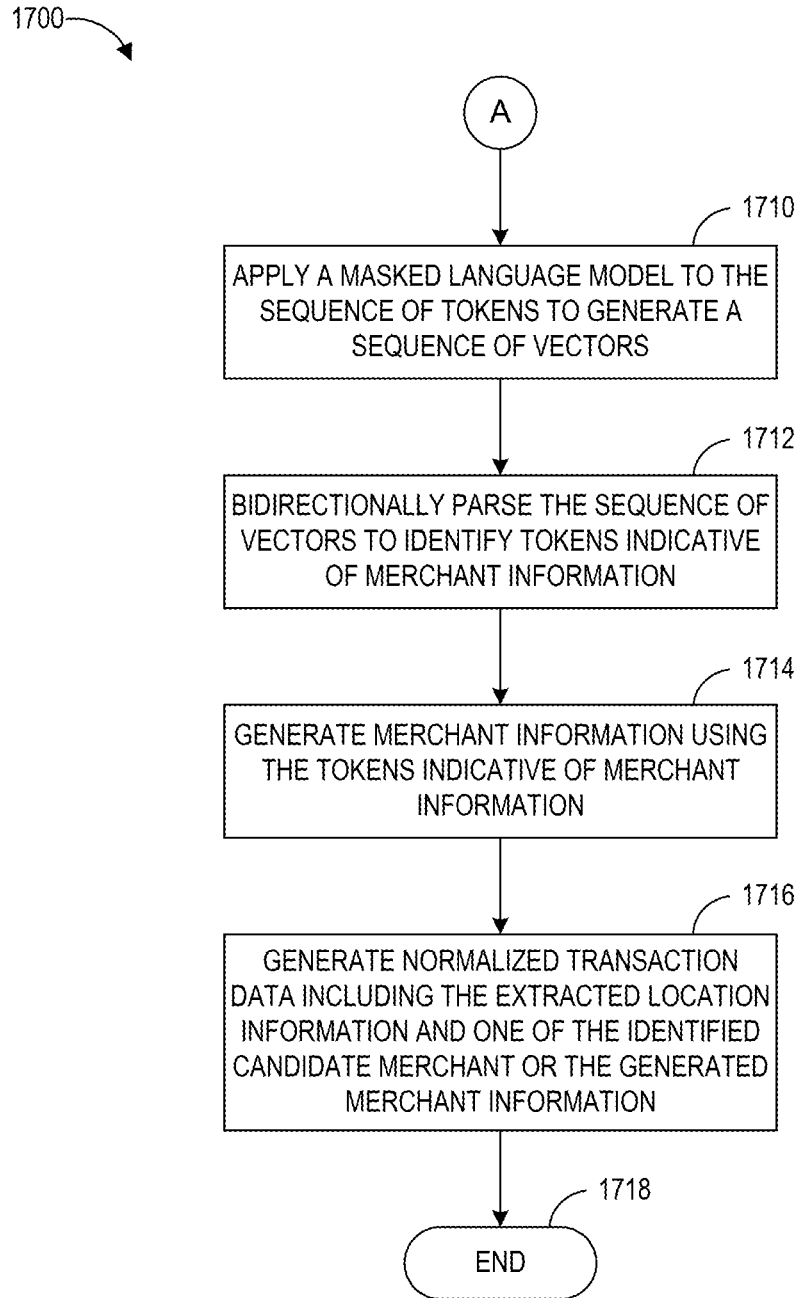 1700
A
1710
APPLY A MASKED LANGUAGE MODEL TO THE
SEQUENCE OF TOKENS TO GENERATE A
SEQUENCE OF VECTORS
1712
BIDIRECTIONALLY PARSE THE SEQUENCE OF
VECTORS TO IDENTIFY TOKENS INDICATIVE
OF MERCHANT INFORMATION
1714
GENERATE MERCHANT INFORMATION USING
THE TOKENS INDICATIVE OF MERCHANT
INFORMATION
1716
GENERATE NORMALIZED TRANSACTION
DATA INCLUDING THE EXTRACTED LOCATION
INFORMATION AND ONE OF THE IDENTIFIED
CANDIDATE MERCHANT OR THE GENERATED
MERCHANT INFORMATION
1718
END